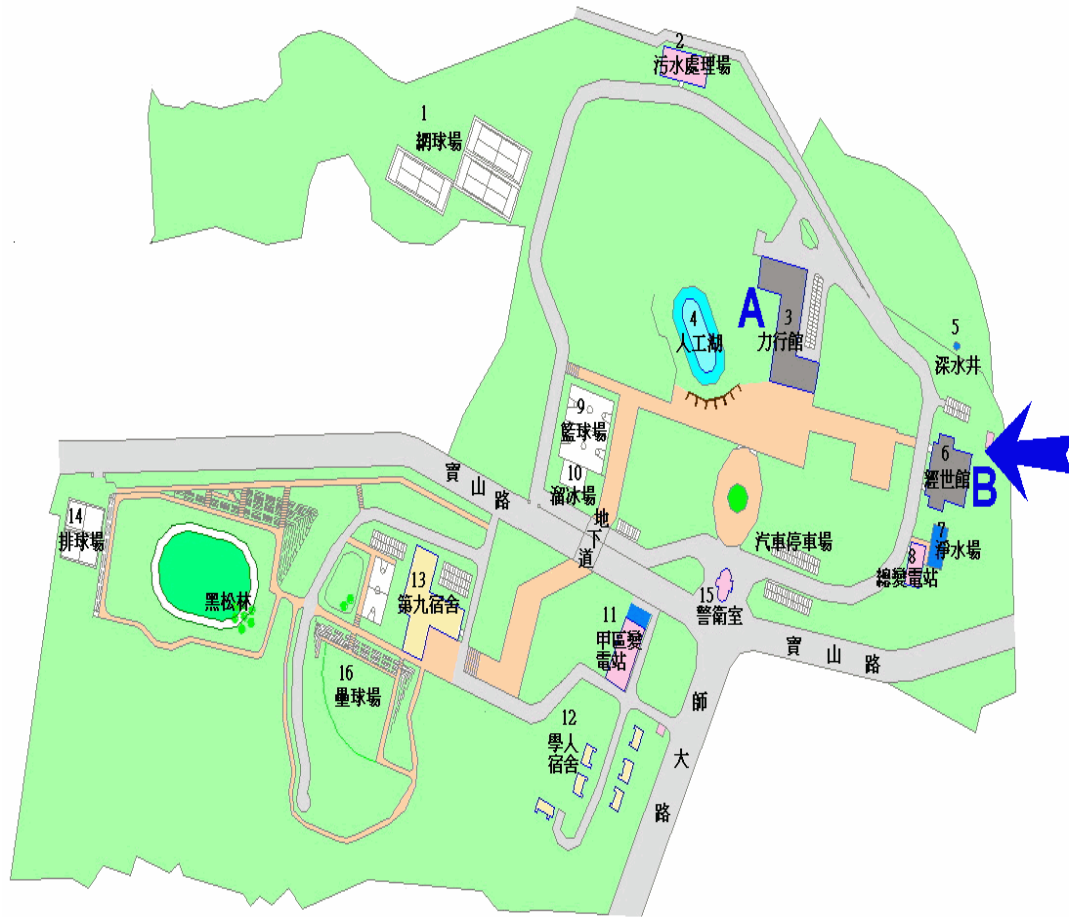 2
污水處理場
1
網球場
A
3
力行館
4
人工湖
5
深水井
9
籃球場
10
溜冰場
6
B
7
淨水場
8
總變電站
寶山路
地下道
汽車停車場
14
排球場
黑松林
13
第九宿舍
15
警衛室
11
甲區變
電站
寶山路
16
壘球場
12
學人
宿舍
師大路